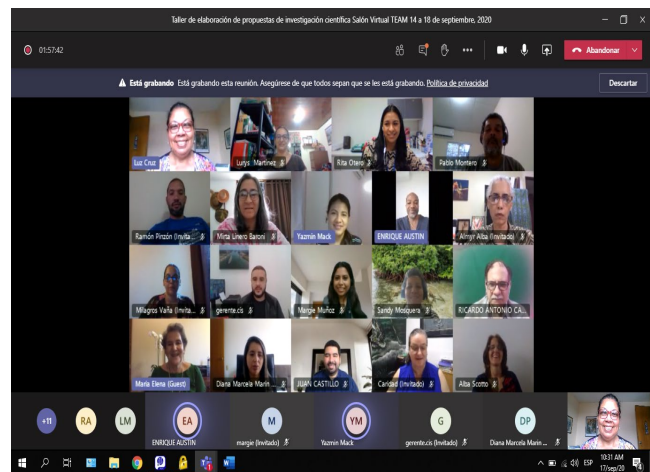 Taller de elaboración de propuestas de investigación científica Salón Virtual TEAM 14 a 18 de septiembre, 2020
01:57:42
Abandonar
Está grabando Está grabando esta reunión. Asegúrese de que todos sepan que se les está grabando. Política de privacidad
Descartar
Luz Cruz
Lurys Martínez
Rita Otero
Pablo Montero
Ramón Pinzón (Invita...
Mirta Linero Baroni
Yazmin Mack
ENRIQUE AUSTIN
Almyr Alba (Invitado)
Milagros Vaña (Invita...
gerente.cis
Margie Muñoz
Sandy Mosquera
RICARDO ANTONIO CA...
María Elena (Guest)
Diana Marcela Marin ...
JUAN CASTILLO
Caridad (Invitado)
Alba Scotto
+11
RA
LM
EA
M
YM
G
DP
ENRIQUE AUSTIN
margie (Invitado)
Yazmin Mack
gerente.cis (Invitado)
Diana Marcela Marin ...
ESP
10:31 AM
17/sep/20